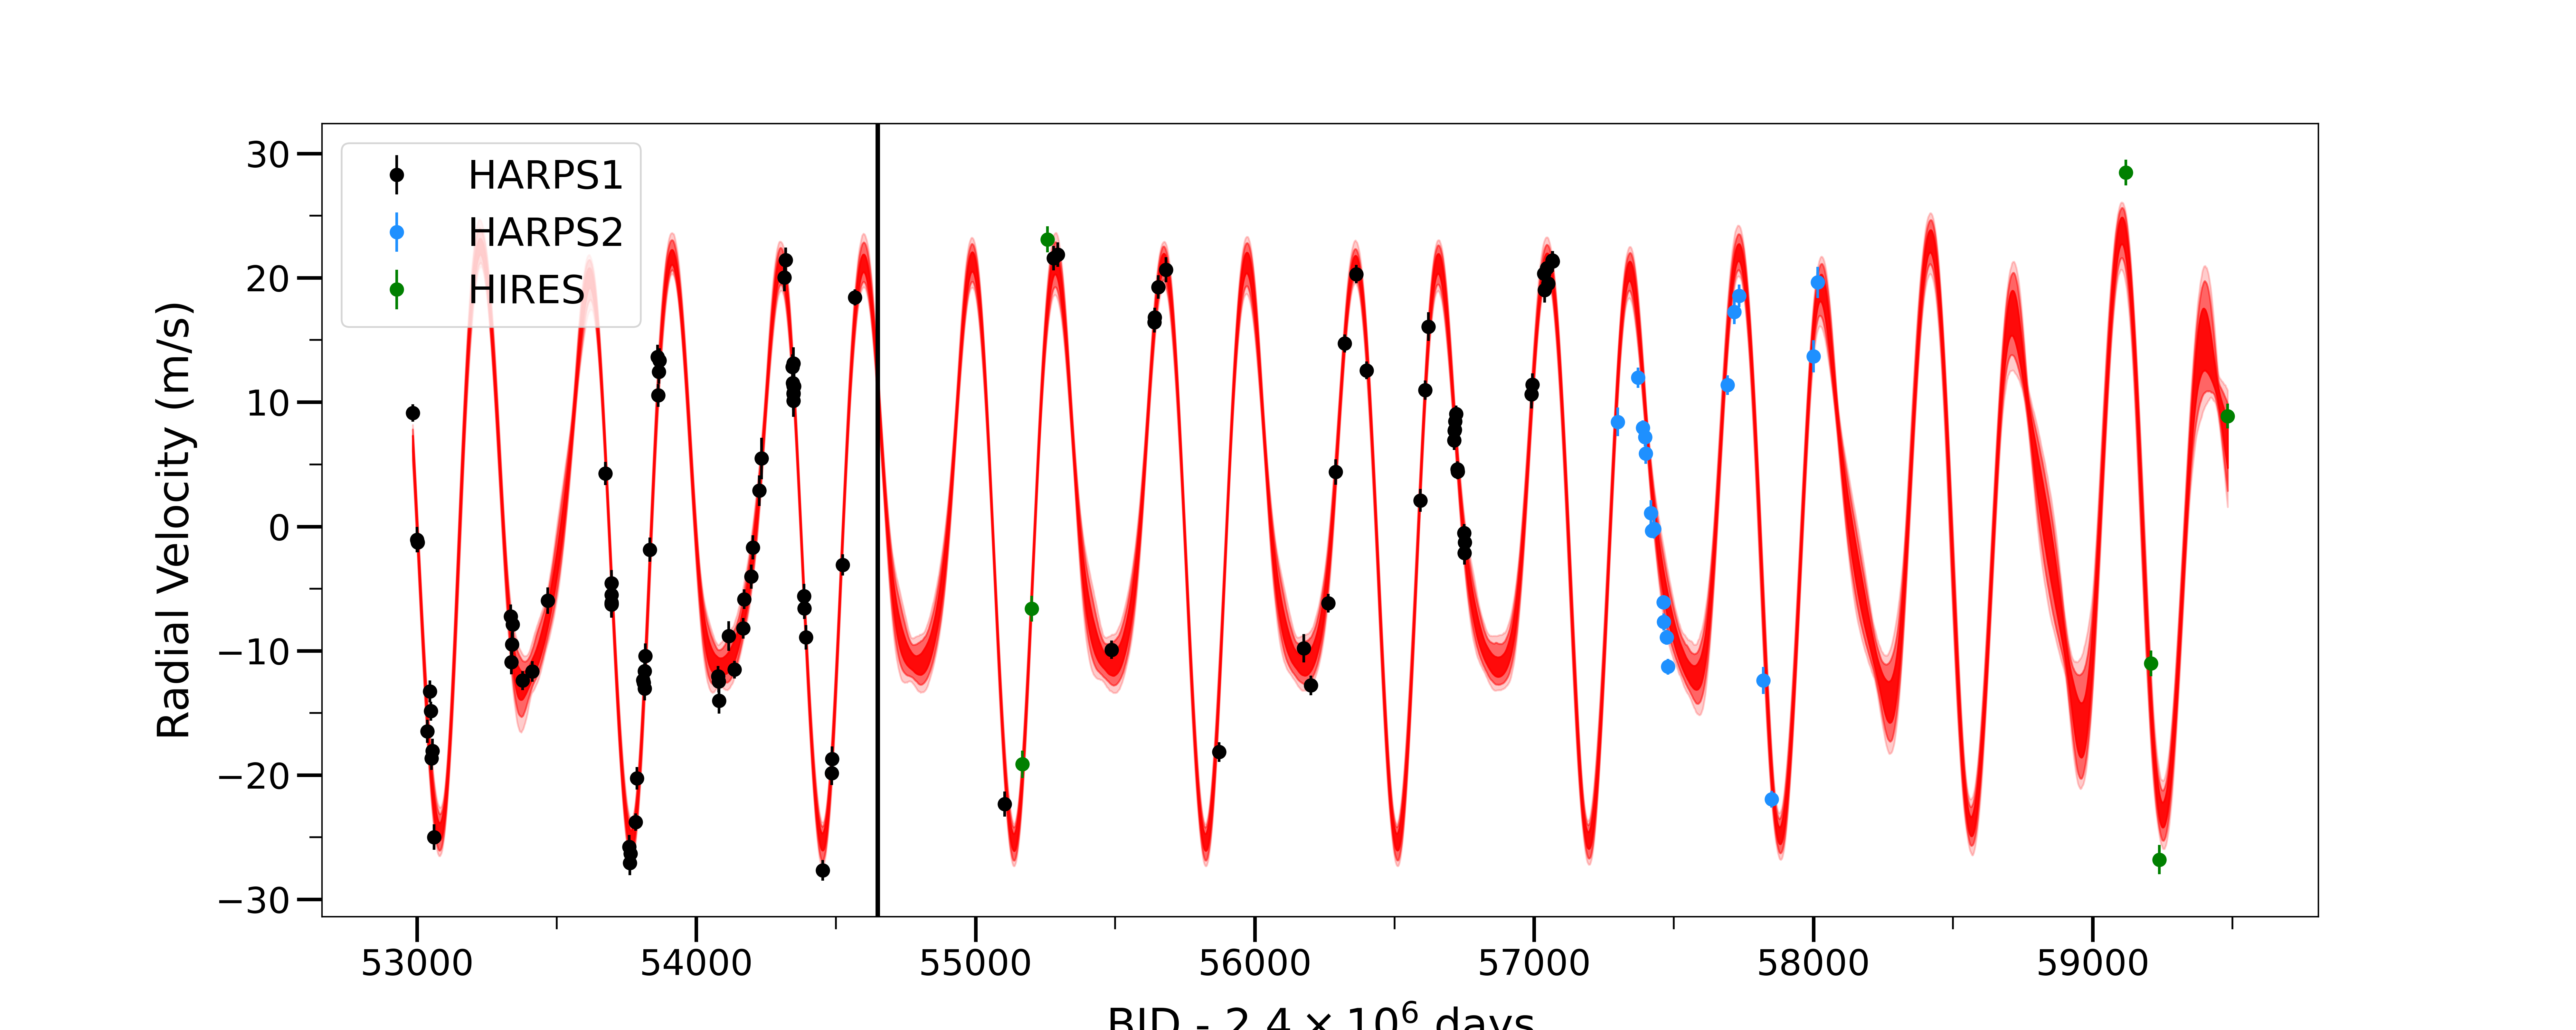 HARPS1
HARPS2
HIRES
Radial Velocity (m/s)
30
20
10
0
−10
−20
−30
53000 54000 55000 56000 57000 58000 59000
BJD - 2.4 × 10⁶ days